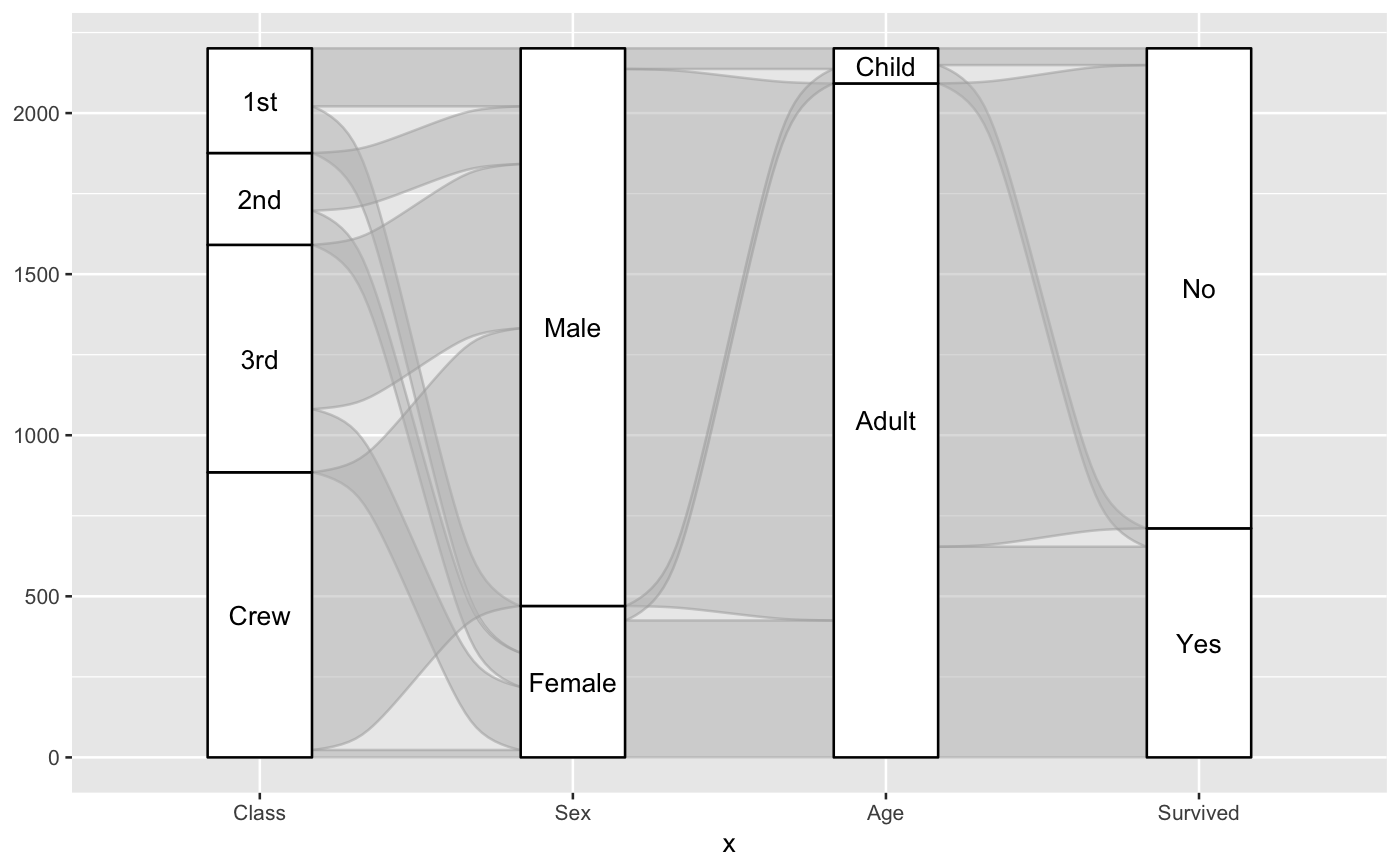 2000
1500
1000
500
0
1st
2nd
3rd
Crew
Male
Female
Child
Adult
No
Yes
Class
Sex
Age
Survived
x